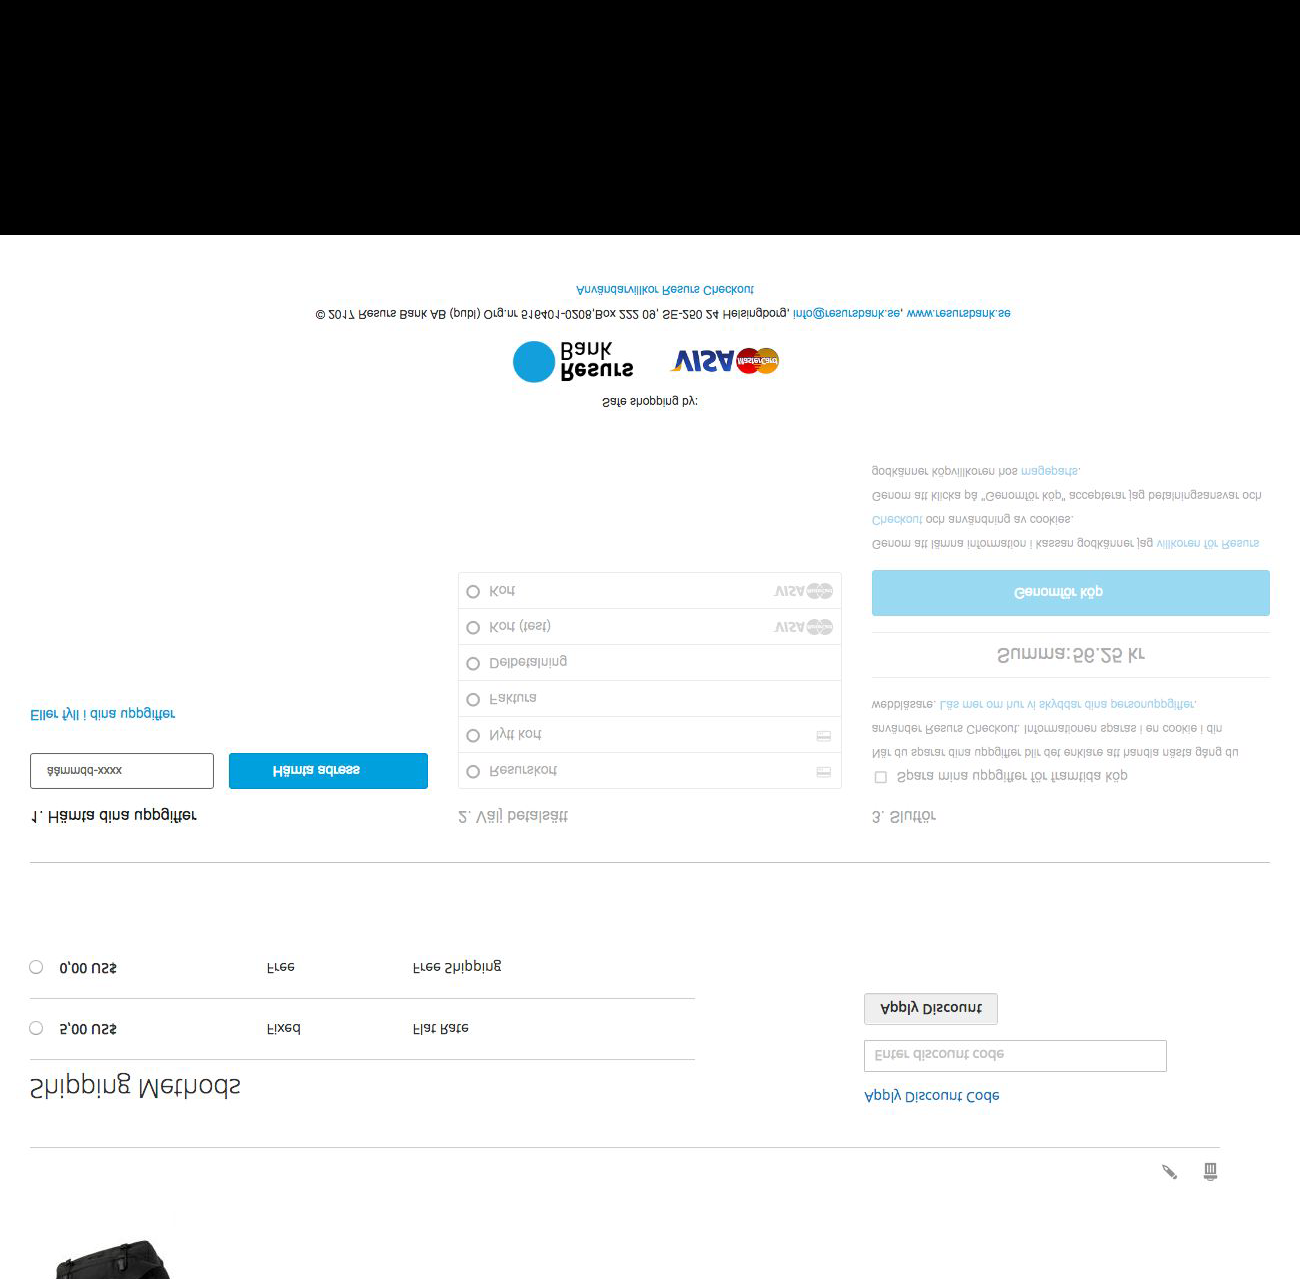 Apply Discount Code
Enter discount code
Apply Discount
Shipping Methods
5,00 US$ Fixed Flat Rate
0,00 US$ Free Free Shipping
1. Hämta dina uppgifter
ååmmdd-xxxx
Hämta adress
Eller fyll i dina uppgifter
2. Välj betalsätt
Resurskort
Nytt kort
Faktura
Delbetalning
Kort (test) VISA
Kort VISA
3. Slutför
Spara mina uppgifter för framtida köp
När du sparar dina uppgifter blir det enklare att handla nästa gång du
använder Resurs Checkout. Informationen sparas i en cookie i din
webbläsare. Läs mer om hur vi skyddar dina personuppgifter.
Summa:56.25 kr
Genomför köp
Genom att lämna information i kassan godkänner jag villkoren för Resurs
Checkout och användning av cookies.
Genom att klicka på "Genomför köp" accepterar jag betalningsansvar och
godkänner köpvillkoren hos mageparts.
Safe shopping by:
Resurs
Bank
VISA MasterCard
© 2017 Resurs Bank AB (publ) Org.nr 516401-0208,Box 222 09, SE-250 24 Helsingborg, info@resursbank.se, www.resursbank.se
Användarvillkor Resurs Checkout